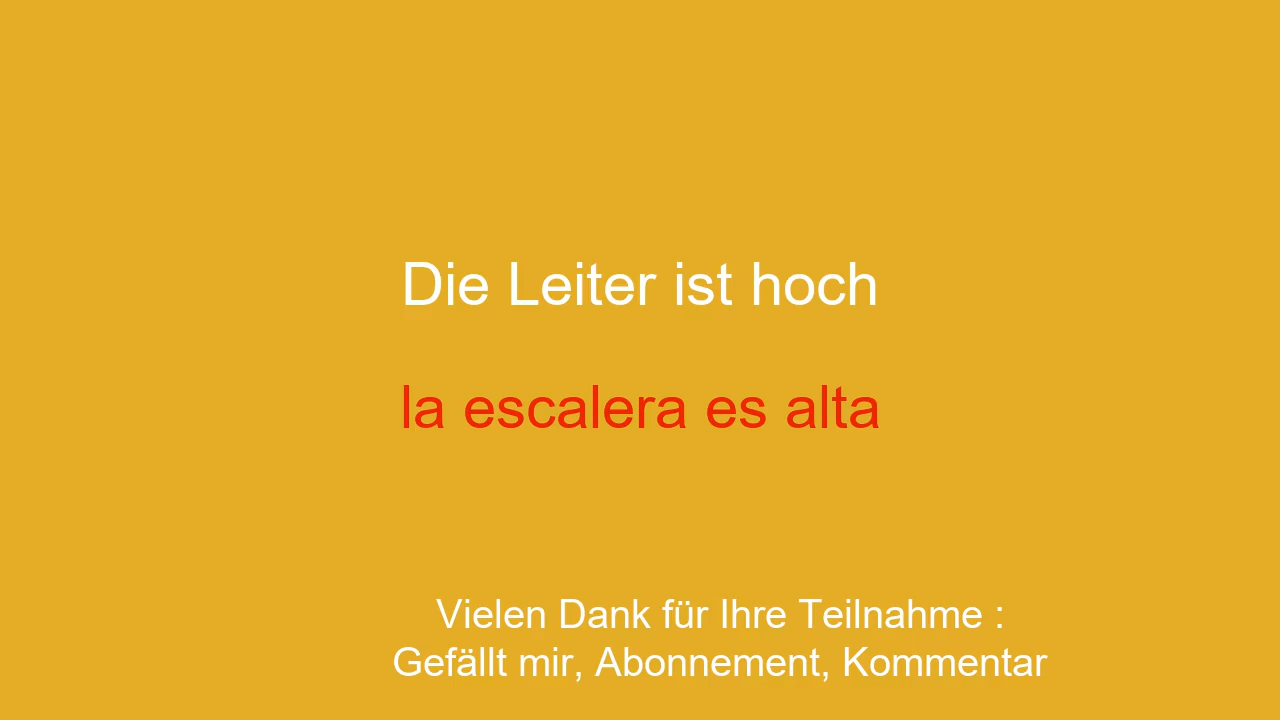 Die Leiter ist hoch
la escalera es alta
Vielen Dank für Ihre Teilnahme :
Gefällt mir, Abonnement, Kommentar